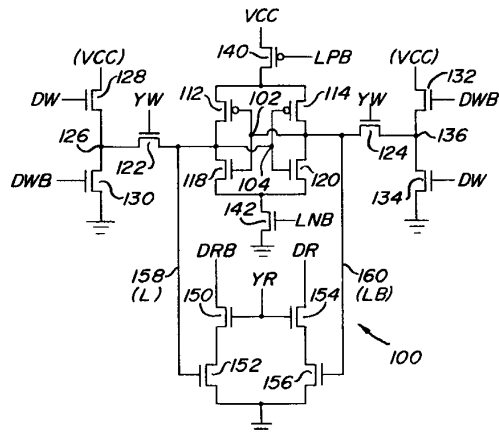 VCC
140
LPB
(VCC)
128
DW
YW
112
102
114
YW
(VCC)
132
DWB
126
136
122
124
DWB
130
118
104
120
134
DW
142
LNB
158
(L)
DRB
DR
160
(LB)
150
YR
154
152
156
100